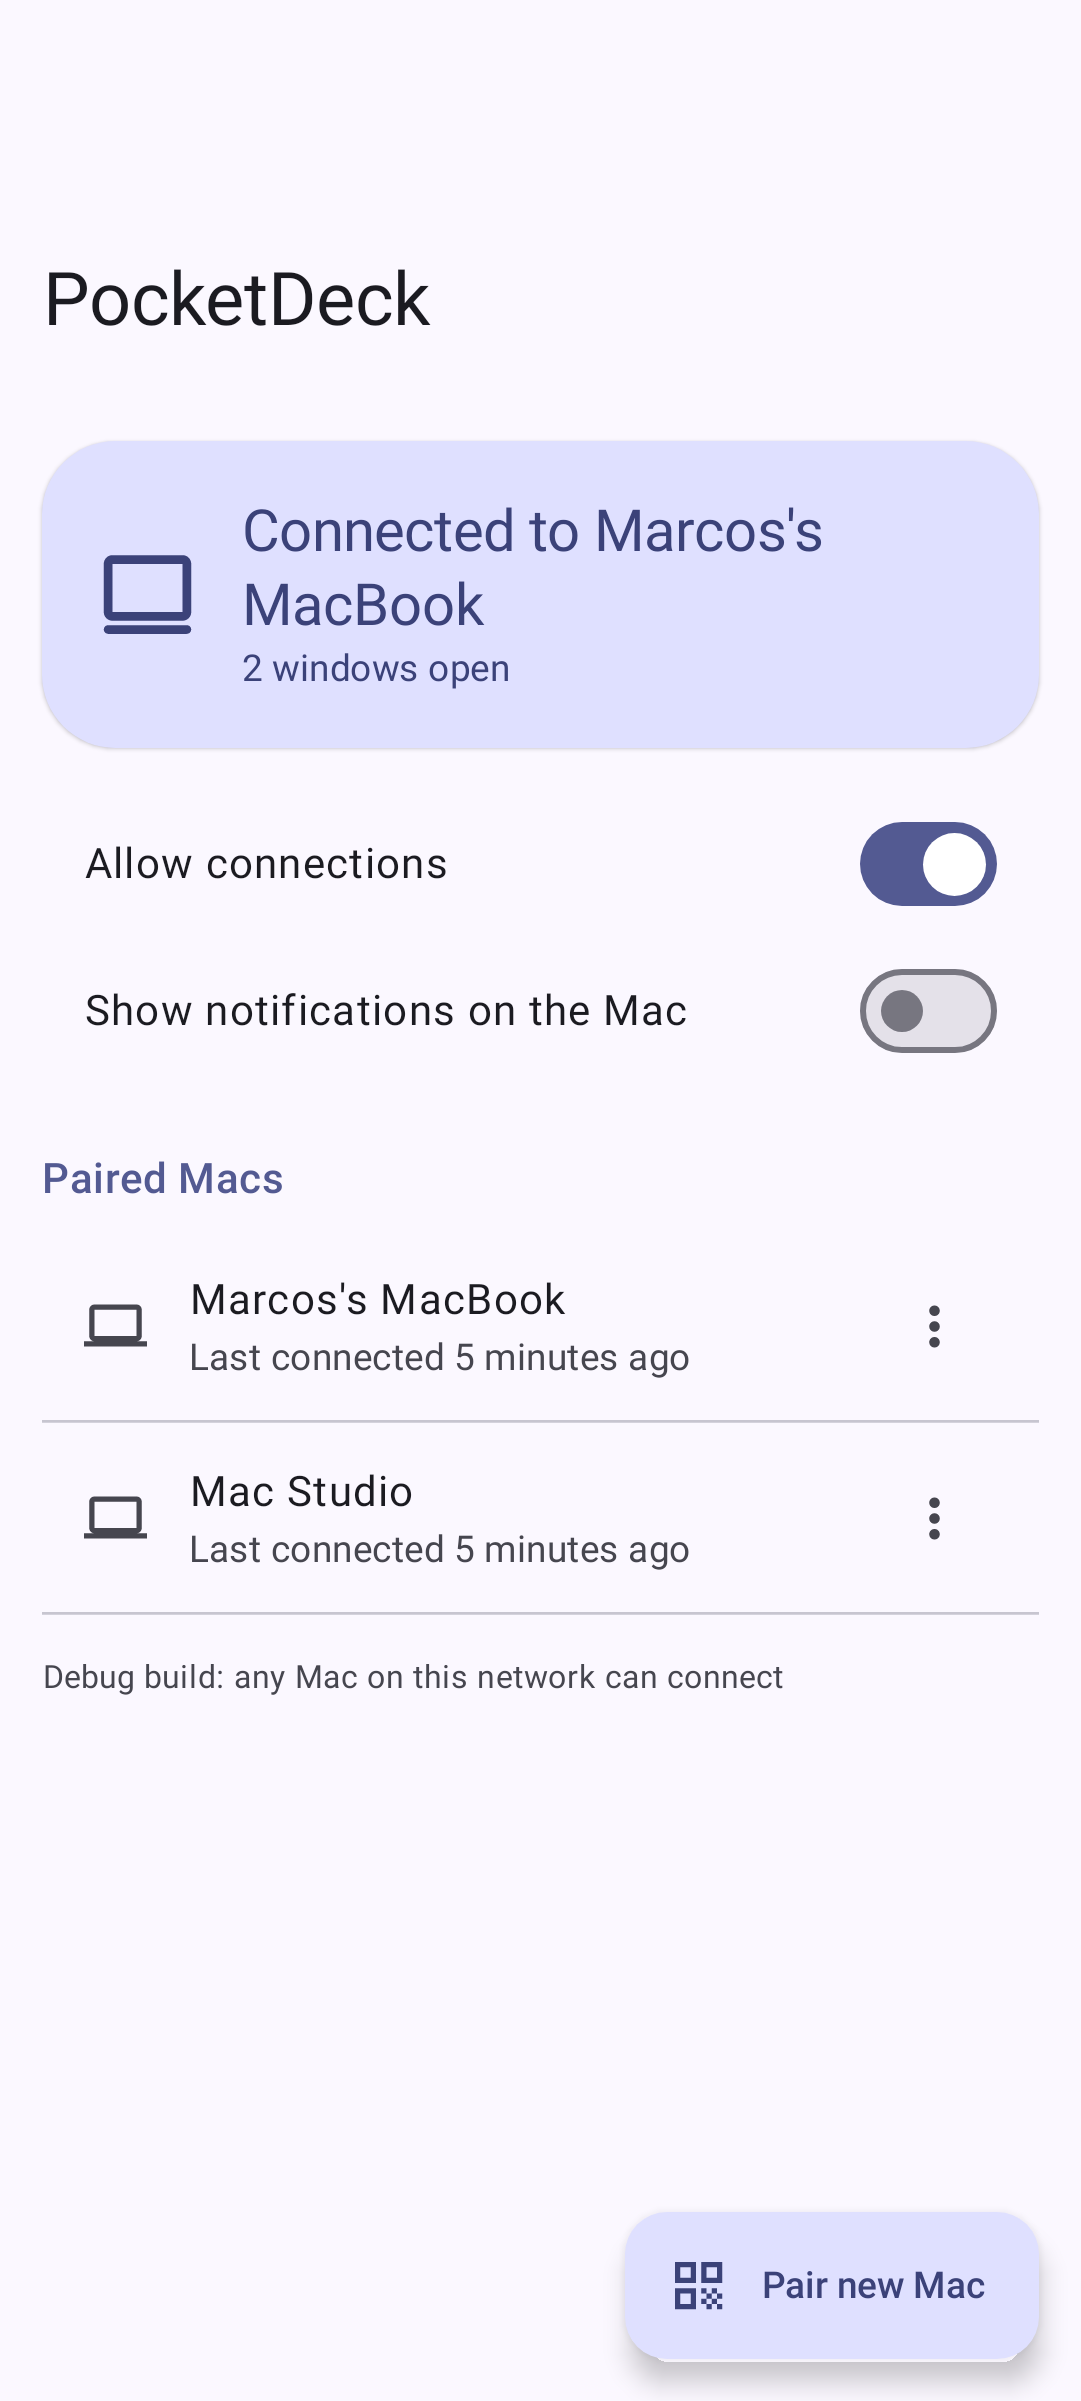 PocketDeck
Connected to Marcos's
MacBook
2 windows open
Allow connections
Show notifications on the Mac
Paired Macs
Marcos's MacBook
Last connected 5 minutes ago
Mac Studio
Last connected 5 minutes ago
Debug build: any Mac on this network can connect
Pair new Mac